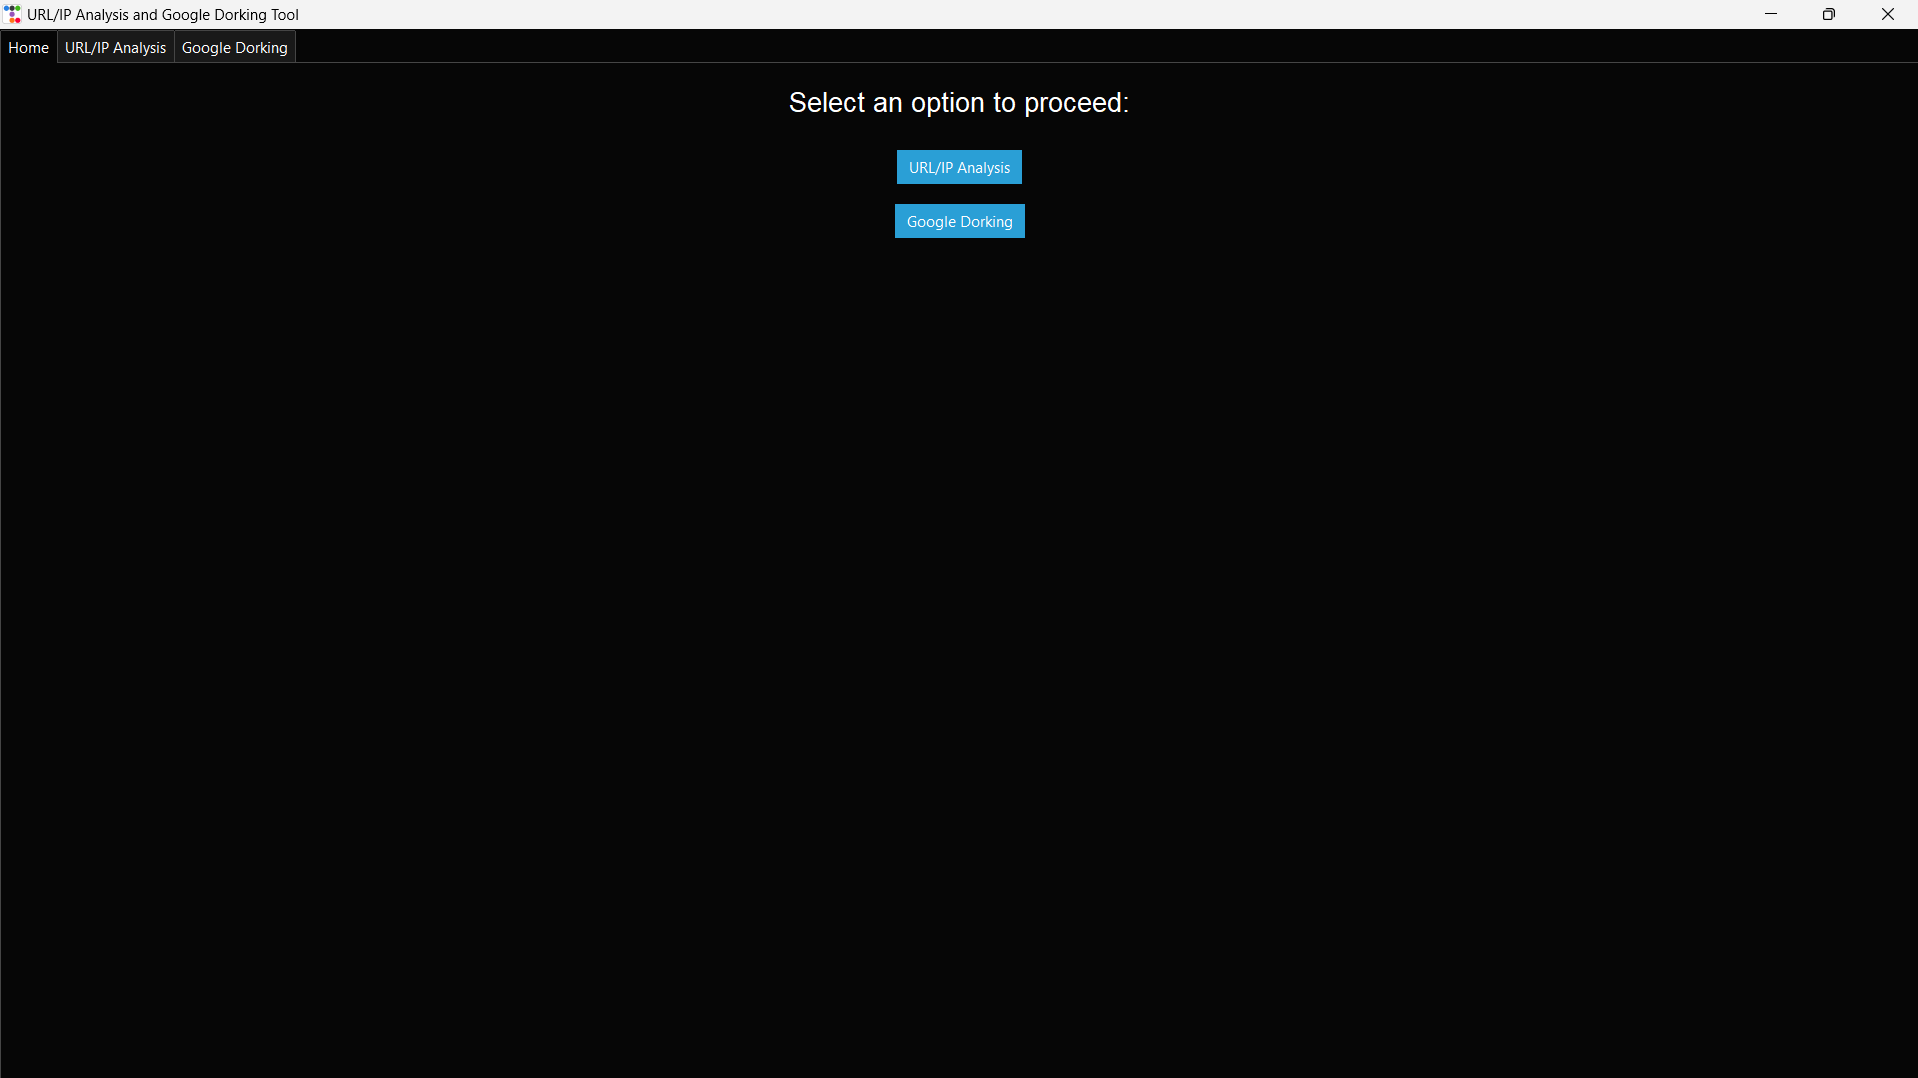 URL/IP Analysis and Google Dorking Tool
Home URL/IP Analysis Google Dorking
Select an option to proceed:
URL/IP Analysis
Google Dorking